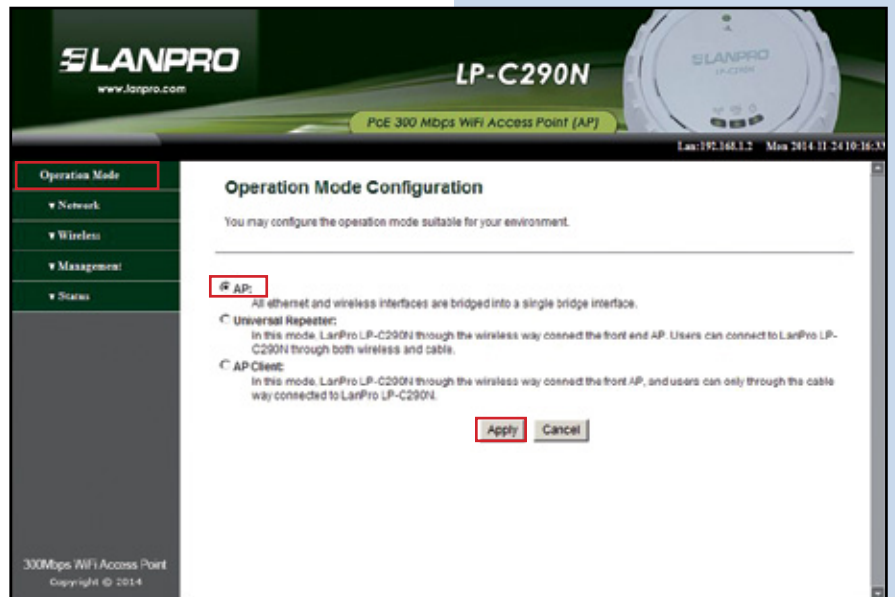 LANPRO
www.lanpro.com
LP-C290N
LANPRO
LP-C290N
PoE 300 Mbps WiFi Access Point (AP)
Lan:192.168.1.2 Mon 2014-11-24 10:16:33
Operation Mode
Network
Wireless
Management
Status
Operation Mode Configuration
You may configure the operation mode suitable for your environment.
AP:
All ethernet and wireless interfaces are bridged into a single bridge interface.
Universal Repeater:
In this mode, LanPro LP-C290N through the wireless way connect the front end AP. Users can connect to LanPro LP-
C290N through both wireless and cable.
AP Client:
In this mode, LanPro LP-C290N through the wireless way connect the front AP, and users can only through the cable
way connected to LanPro LP-C290N.
Apply Cancel
300Mbps WiFi Access Point
Copyright © 2014